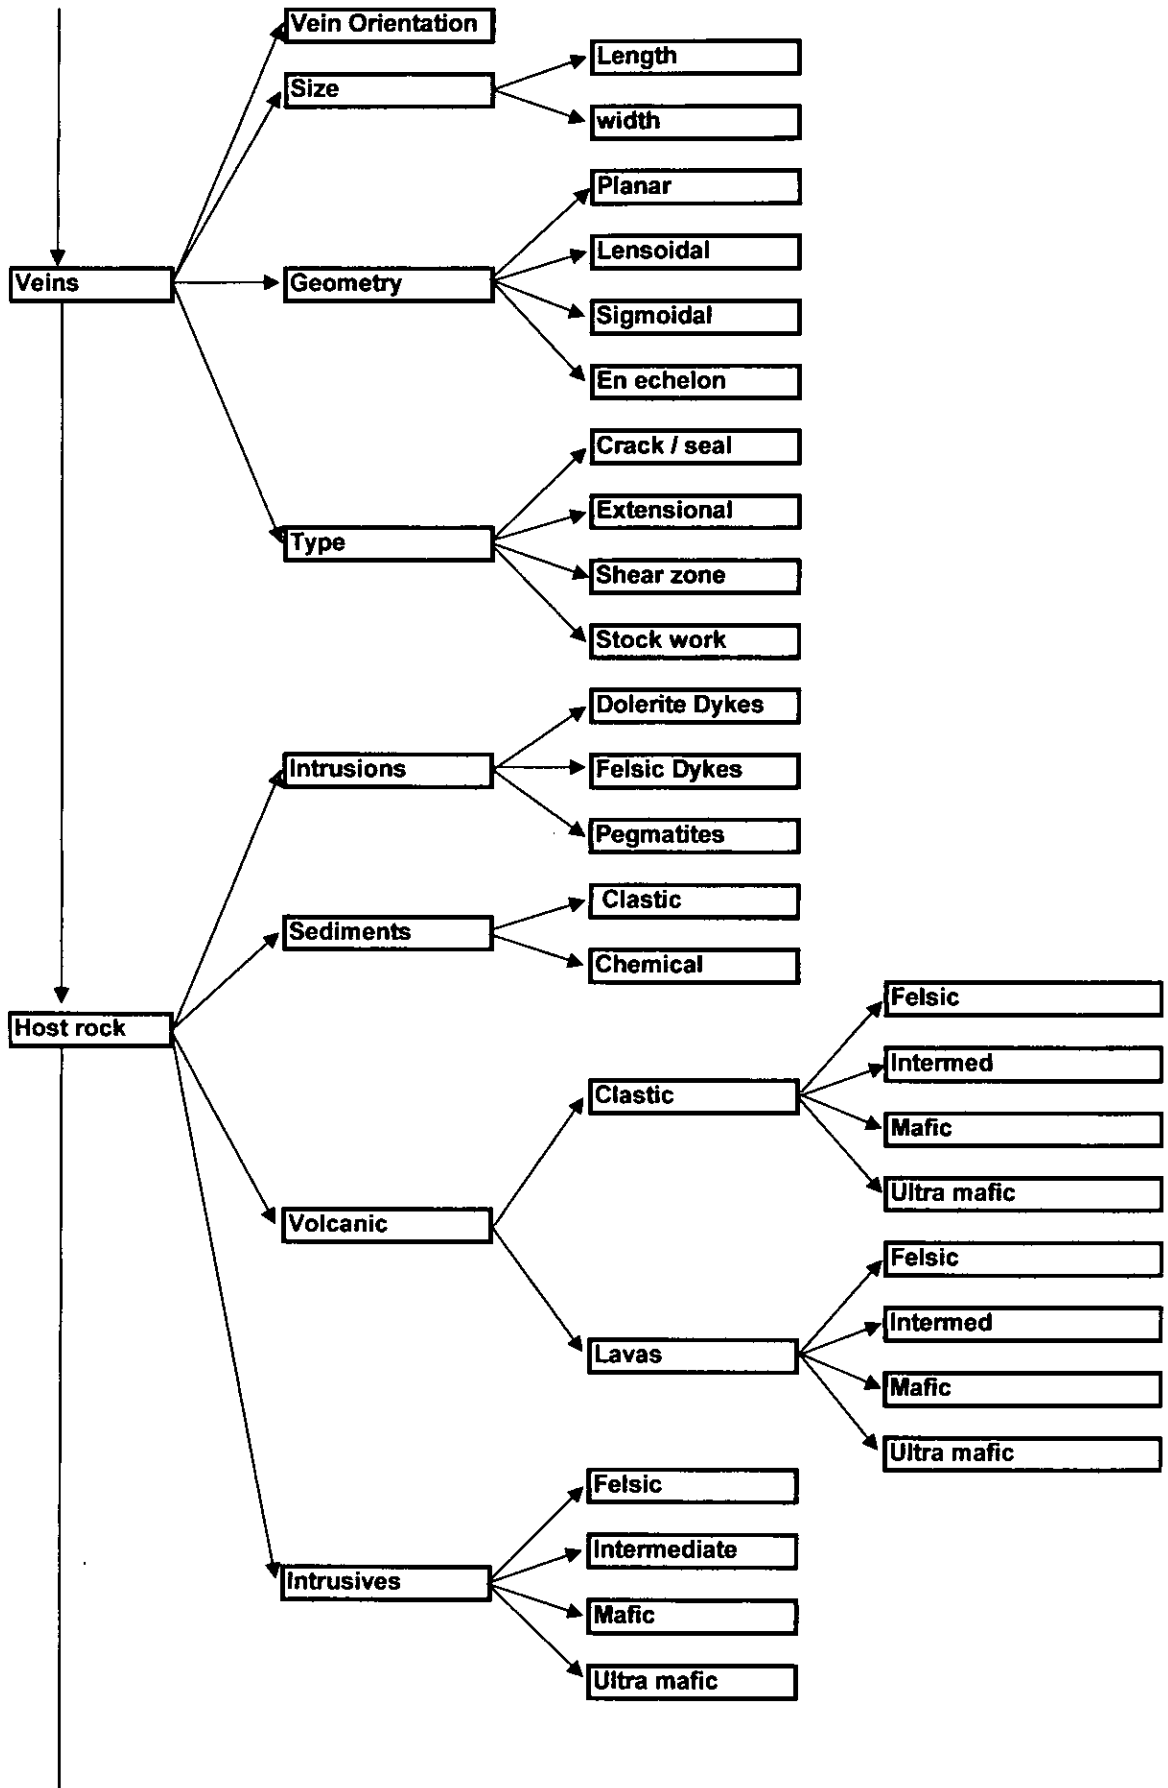 Vein Orientation
Size
Length
width
Planar
Lensoidal
Veins
Geometry
Sigmoidal
En echelon
Crack / seal
Extensional
Type
Shear zone
Stock work
Dolerite Dykes
Intrusions
Felsic Dykes
Pegmatites
Clastic
Sediments
Chemical
Felsic
Host rock
Intermed
Clastic
Mafic
Ultra mafic
Volcanic
Felsic
Intermed
Lavas
Mafic
Ultra mafic
Felsic
Intermediate
Intrusives
Mafic
Ultra mafic